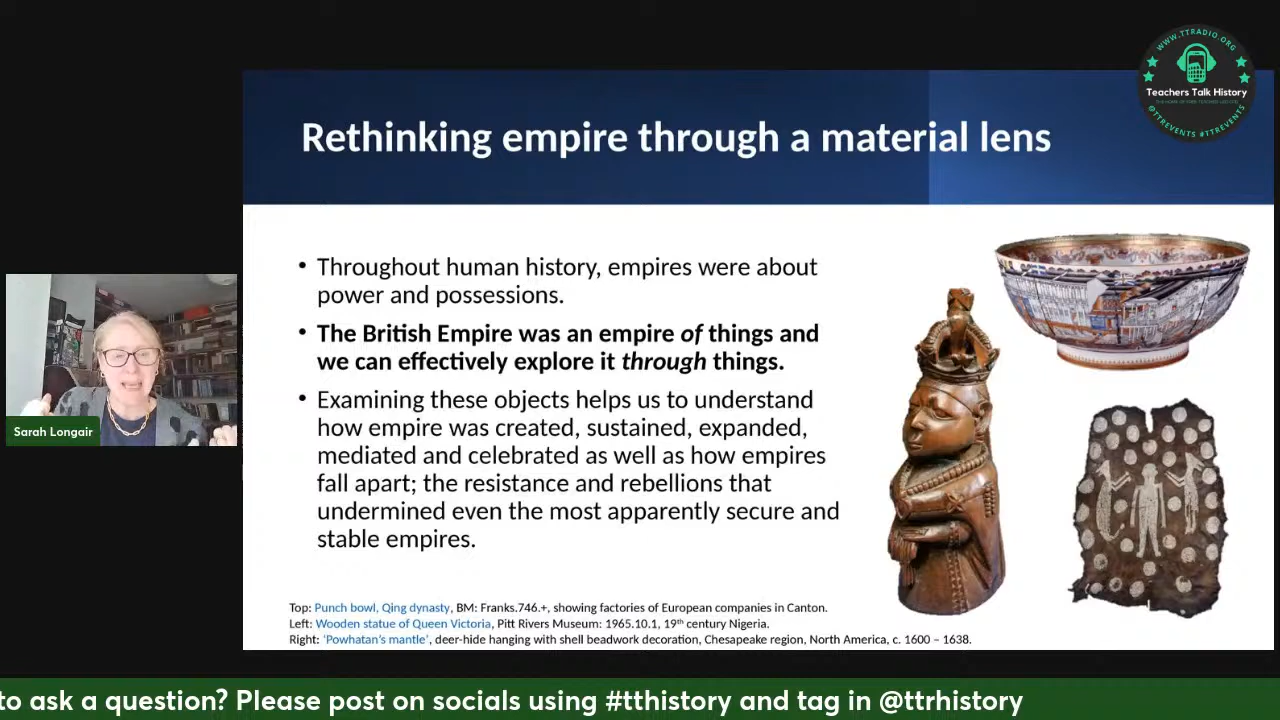 WWW.TTRADIO.ORG
Teachers Talk History
@TTREVENTS #TTREVENTS
Rethinking empire through a material lens
• Throughout human history, empires were about
power and possessions.
• The British Empire was an empire of things and
we can effectively explore it through things.
• Examining these objects helps us to understand
how empire was created, sustained, expanded,
mediated and celebrated as well as how empires
fall apart; the resistance and rebellions that
undermined even the most apparently secure and
stable empires.
Top: Punch bowl, Qing dynasty, BM: Franks.746.+, showing factories of European companies in Canton.
Left: Wooden statue of Queen Victoria, Pitt Rivers Museum: 1965.10.1, 19th century Nigeria.
Right: ‘Powhatan’s mantle’, deer-hide hanging with shell beadwork decoration, Chesapeake region, North America, c. 1600 – 1638.
Sarah Longair
to ask a question? Please post on socials using #tthistory and tag in @ttrhistory